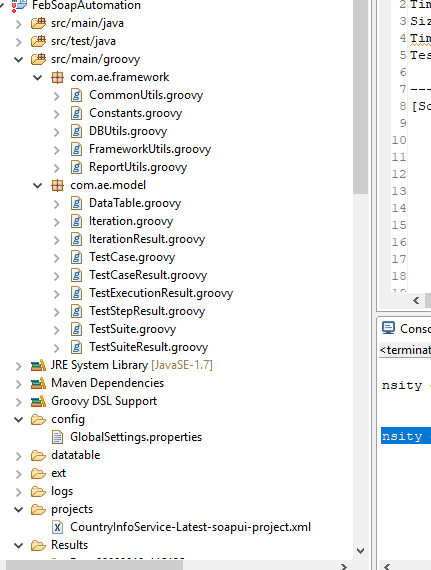 FebSoapAutomation
src/main/java
src/test/java
src/main/groovy
com.ae.framework
CommonUtils.groovy
Constants.groovy
DBUtils.groovy
FrameworkUtils.groovy
ReportUtils.groovy
com.ae.model
DataTable.groovy
Iteration.groovy
IterationResult.groovy
TestCase.groovy
TestCaseResult.groovy
TestExecutionResult.groovy
TestStepResult.groovy
TestSuite.groovy
TestSuiteResult.groovy
JRE System Library [JavaSE-1.7]
Maven Dependencies
Groovy DSL Support
config
GlobalSettings.properties
datatable
ext
logs
projects
CountryInfoService-Latest-soapui-project.xml
Results
2 Tim
3 Siz
4 Tim
5 Tes
6
7 ---
8 [So
9
10
11
12
13
14
15
16
17
18
Conso
<terminat
nsity
nsity